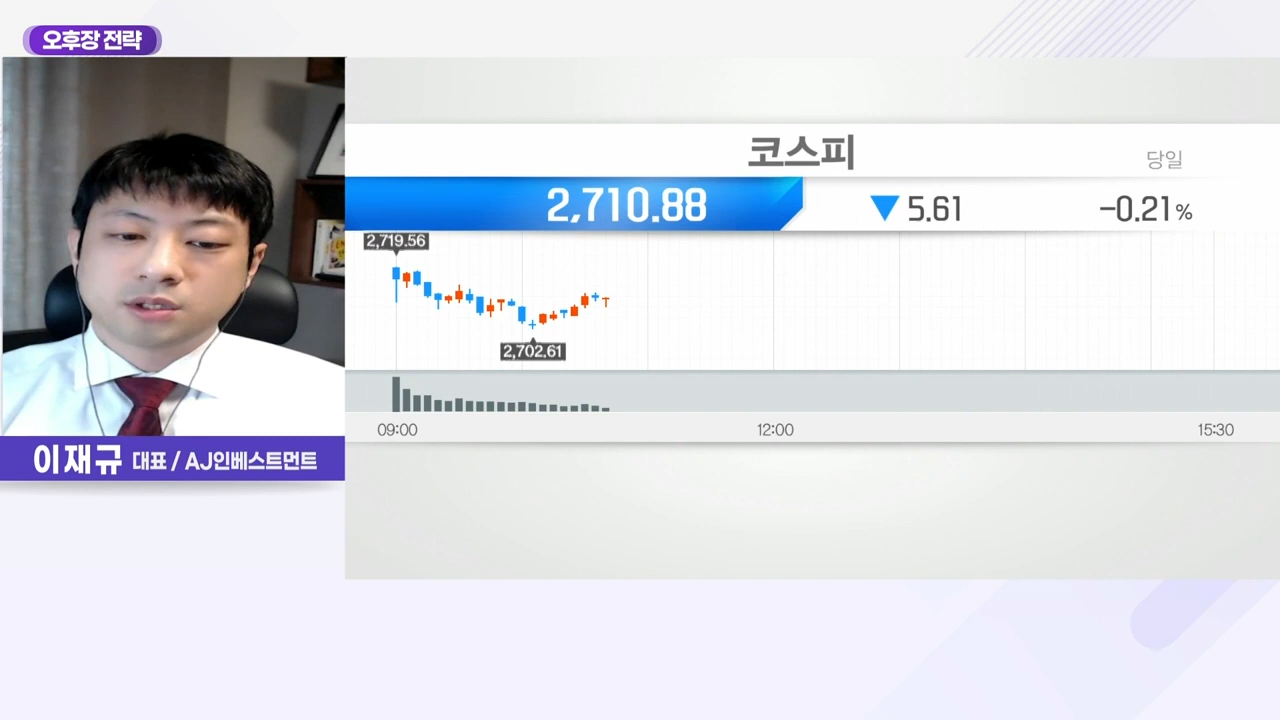 오후장 전략
코스피
당일
2,710.88 ▼ 5.61 -0.21%
2,719.56
2,702.61
09:00 12:00 15:30
이재규 대표 / AJ인베스트먼트